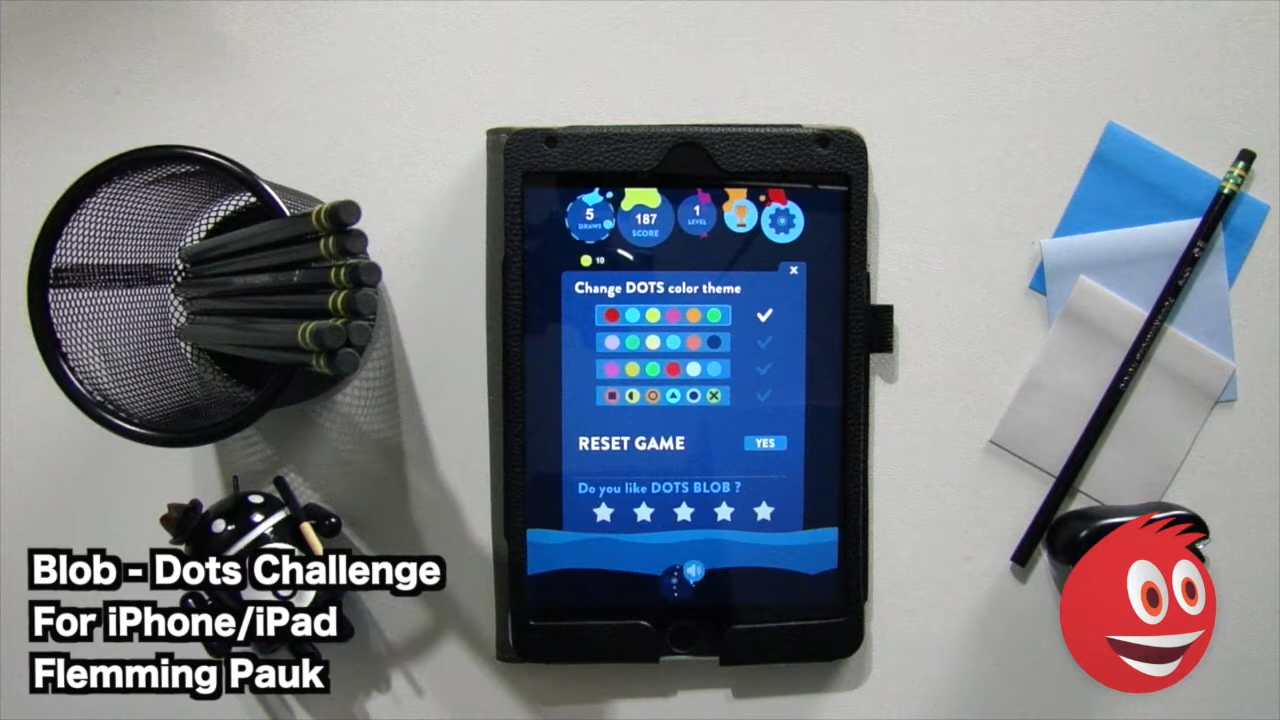 5
DRAWS
187
SCORE
1
LEVEL
10
X
Change DOTS color theme
RESET GAME
YES
Do you like DOTS BLOB ?
Blob - Dots Challenge
For iPhone/iPad
Flemming Pauk